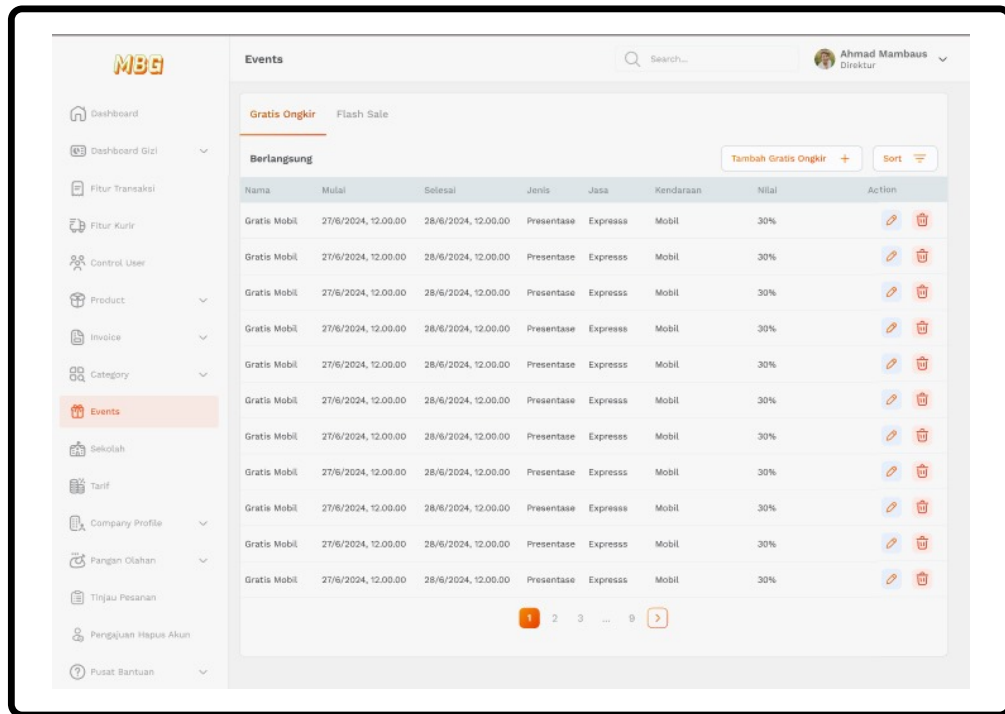 MBG
Events
Search...
Ahmad Mambaus
Direktur
Dashboard
Dashboard Gizi
Fitur Transaksi
Fitur Kurir
Control User
Product
Invoice
Category
Events
Sekolah
Tarif
Company Profile
Pangan Olahan
Tinjau Pesanan
Pengajuan Hapus Akun
Pusat Bantuan
Gratis Ongkir Flash Sale
Berlangsung
Tambah Gratis Ongkir +
Sort
Nama Mulai Selesai Jenis Jasa Kendaraan Nilai Action
Gratis Mobil 27/6/2024, 12.00.00 28/6/2024, 12.00.00 Presentase Expresss Mobil 30%
Gratis Mobil 27/6/2024, 12.00.00 28/6/2024, 12.00.00 Presentase Expresss Mobil 30%
Gratis Mobil 27/6/2024, 12.00.00 28/6/2024, 12.00.00 Presentase Expresss Mobil 30%
Gratis Mobil 27/6/2024, 12.00.00 28/6/2024, 12.00.00 Presentase Expresss Mobil 30%
Gratis Mobil 27/6/2024, 12.00.00 28/6/2024, 12.00.00 Presentase Expresss Mobil 30%
Gratis Mobil 27/6/2024, 12.00.00 28/6/2024, 12.00.00 Presentase Expresss Mobil 30%
Gratis Mobil 27/6/2024, 12.00.00 28/6/2024, 12.00.00 Presentase Expresss Mobil 30%
Gratis Mobil 27/6/2024, 12.00.00 28/6/2024, 12.00.00 Presentase Expresss Mobil 30%
Gratis Mobil 27/6/2024, 12.00.00 28/6/2024, 12.00.00 Presentase Expresss Mobil 30%
Gratis Mobil 27/6/2024, 12.00.00 28/6/2024, 12.00.00 Presentase Expresss Mobil 30%
Gratis Mobil 27/6/2024, 12.00.00 28/6/2024, 12.00.00 Presentase Expresss Mobil 30%
1 2 3 ... 9 >